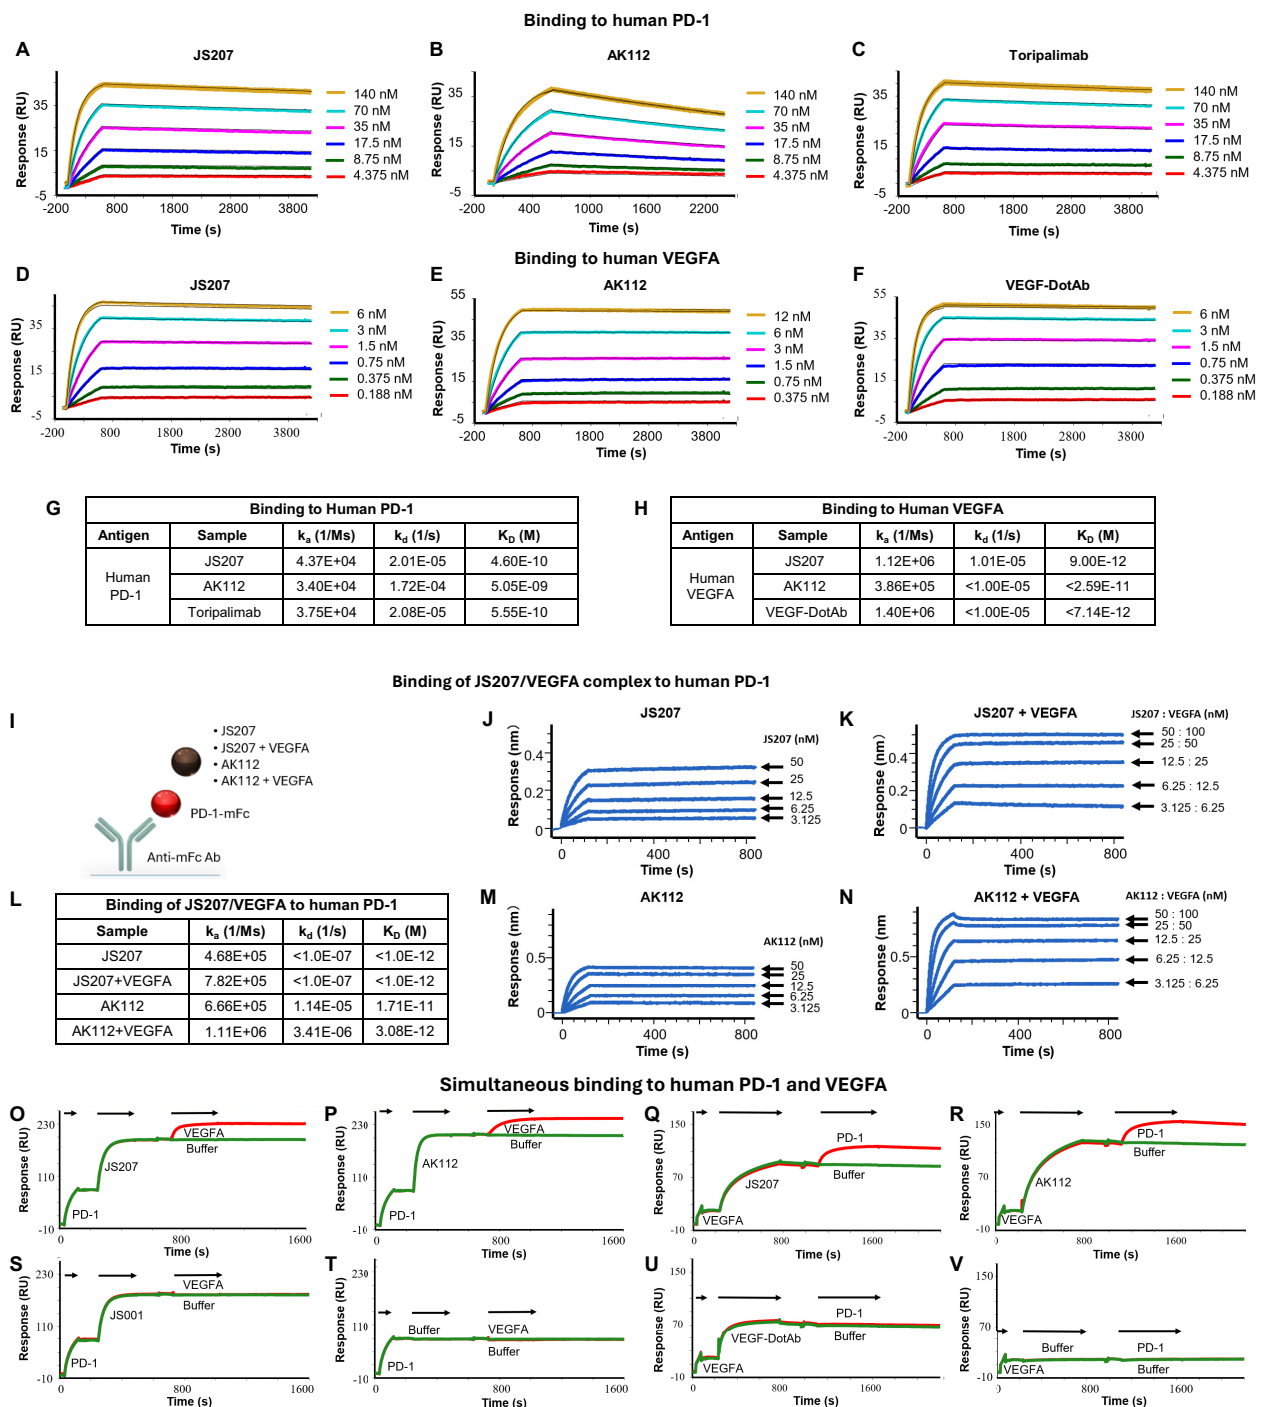 Binding to human PD-1
A
JS207
Response (RU)
35
15
-5
-200 800 1800 2800 3800
Time (s)
140 nM
70 nM
35 nM
17.5 nM
8.75 nM
4.375 nM
B
AK112
Response (RU)
35
15
-5
-200 400 1000 1600 2200
Time (s)
140 nM
70 nM
35 nM
17.5 nM
8.75 nM
4.375 nM
C
Toripalimab
Response (RU)
35
15
-5
-200 800 1800 2800 3800
Time (s)
140 nM
70 nM
35 nM
17.5 nM
8.75 nM
4.375 nM
Binding to human VEGFA
D
JS207
Response (RU)
35
15
-5
-200 800 1800 2800 3800
Time (s)
6 nM
3 nM
1.5 nM
0.75 nM
0.375 nM
0.188 nM
E
AK112
Response (RU)
55
35
15
-5
-200 800 1800 2800 3800
Time (s)
12 nM
6 nM
3 nM
1.5 nM
0.75 nM
0.375 nM
F
VEGF-DotAb
Response (RU)
55
35
15
-5
-200 800 1800 2800 3800
Time (s)
6 nM
3 nM
1.5 nM
0.75 nM
0.375 nM
0.188 nM
G
Binding to Human PD-1
Antigen Sample ka (1/Ms) kd (1/s) KD (M)
Human PD-1
JS207 4.37E+04 2.01E-05 4.60E-10
AK112 3.40E+04 1.72E-04 5.05E-09
Toripalimab 3.75E+04 2.08E-05 5.55E-10
H
Binding to Human VEGFA
Antigen Sample ka (1/Ms) kd (1/s) KD (M)
Human VEGFA
JS207 1.12E+06 1.01E-05 9.00E-12
AK112 3.86E+05 <1.00E-05 <2.59E-11
VEGF-DotAb 1.40E+06 <1.00E-05 <7.14E-12
Binding of JS207/VEGFA complex to human PD-1
I
• JS207
• JS207 + VEGFA
• AK112
• AK112 + VEGFA
PD-1-mFc
Anti-mFc Ab
J
JS207
Response (nm)
0.4
0.2
0
0 400 800
Time (s)
JS207 (nM)
50
25
12.5
6.25
3.125
K
JS207 + VEGFA
Response (nm)
0.4
0.2
0
0 400 800
Time (s)
JS207 : VEGFA (nM)
50 : 100
25 : 50
12.5 : 25
6.25 : 12.5
3.125 : 6.25
L
Binding of JS207/VEGFA to human PD-1
Sample ka (1/Ms) kd (1/s) KD (M)
JS207 4.68E+05 <1.0E-07 <1.0E-12
JS207+VEGFA 7.82E+05 <1.0E-07 <1.0E-12
AK112 6.66E+05 1.14E-05 1.71E-11
AK112+VEGFA 1.11E+06 3.41E-06 3.08E-12
M
AK112
Response (nm)
0.5
0
0 400 800
Time (s)
AK112 (nM)
50
25
12.5
6.25
3.125
N
AK112 + VEGFA
Response (nm
0.5
0
0 400 800
Time (s)
AK112 : VEGFA (nM)
50 : 100
25 : 50
12.5 : 25
6.25 : 12.5
3.125 : 6.25
Simultaneous binding to human PD-1 and VEGFA
O
Response (RU)
230
110
-10
PD-1
JS207
VEGFA
Buffer
0 800 1600
Time (s)
P
Response (RU)
230
110
-10
PD-1
AK112
VEGFA
Buffer
0 800 1600
Time (s)
Q
Response (RU)
150
70
-10
VEGFA
JS207
PD-1
Buffer
0 800 1600
Time (s)
R
Response (RU)
150
70
-10
VEGFA
AK112
PD-1
Buffer
0 800 1600
Time (s)
S
Response (RU)
230
110
-10
PD-1
JS001
VEGFA
Buffer
0 800 1600
Time (s)
T
Response (RU)
230
110
-10
PD-1
Buffer
VEGFA
Buffer
0 800 1600
Time (s)
U
Response (RU)
150
70
-10
VEGFA
VEGF-DotAb
PD-1
Buffer
0 800 1600
Time (s)
V
Response (RU)
150
70
-10
VEGFA
Buffer
PD-1
Buffer
0 800 1600
Time (s)